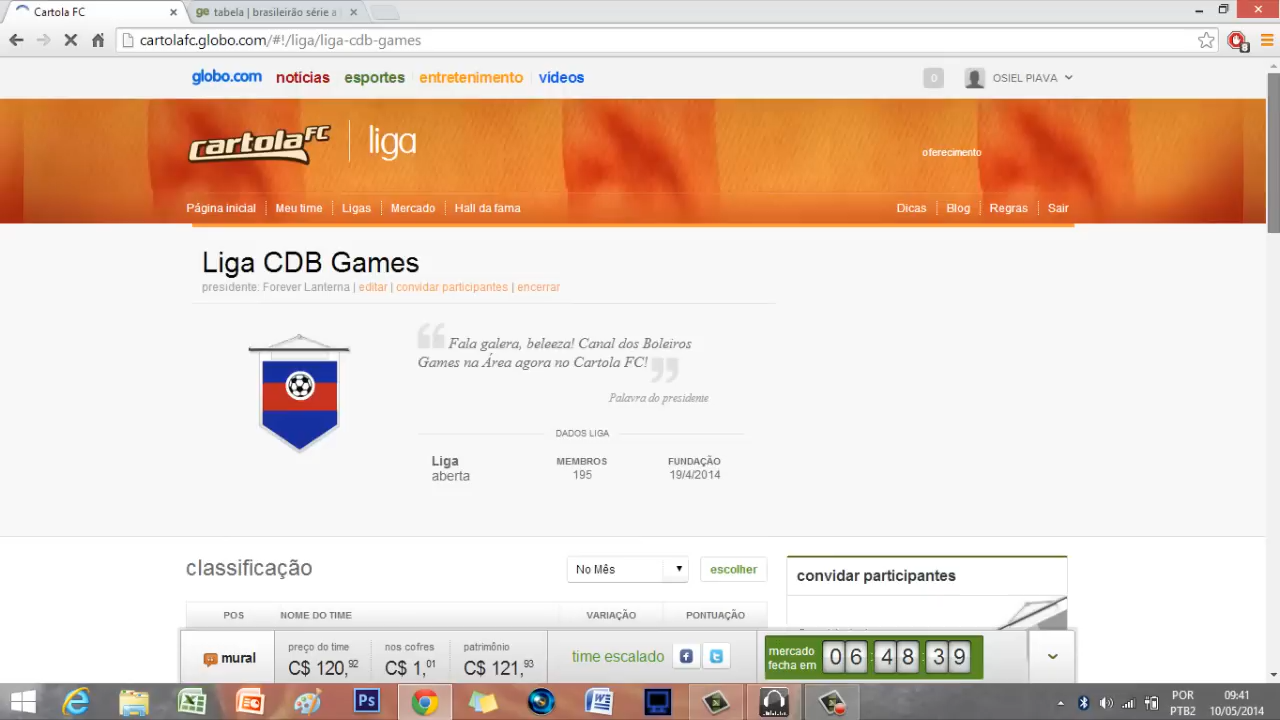 Cartola FC
tabela | brasileirão série a
cartolafc.globo.com/#!/liga/liga-cdb-games
8
globo.com notícias esportes entretenimento vídeos
0 OSIEL PIAVA
cartola FC liga
oferecimento
Página inicial Meu time Ligas Mercado Hall da fama Dicas Blog Regras Sair
Liga CDB Games
presidente: Forever Lanterna | editar | convidar participantes | encerrar
Fala galera, beleeza! Canal dos Boleiros
Games na Área agora no Cartola FC!
Palavra do presidente
DADOS LIGA
Liga MEMBROS FUNDAÇÃO
aberta 195 19/4/2014
classificação No Mês escolher
convidar participantes
POS NOME DO TIME VARIAÇÃO PONTUAÇÃO
mural
preço do time nos cofres patrimônio
C$ 120,92 C$ 1,01 C$ 121,93
time escalado
mercado fecha em 06:48:39
POR 09:41
PTB2 10/05/2014